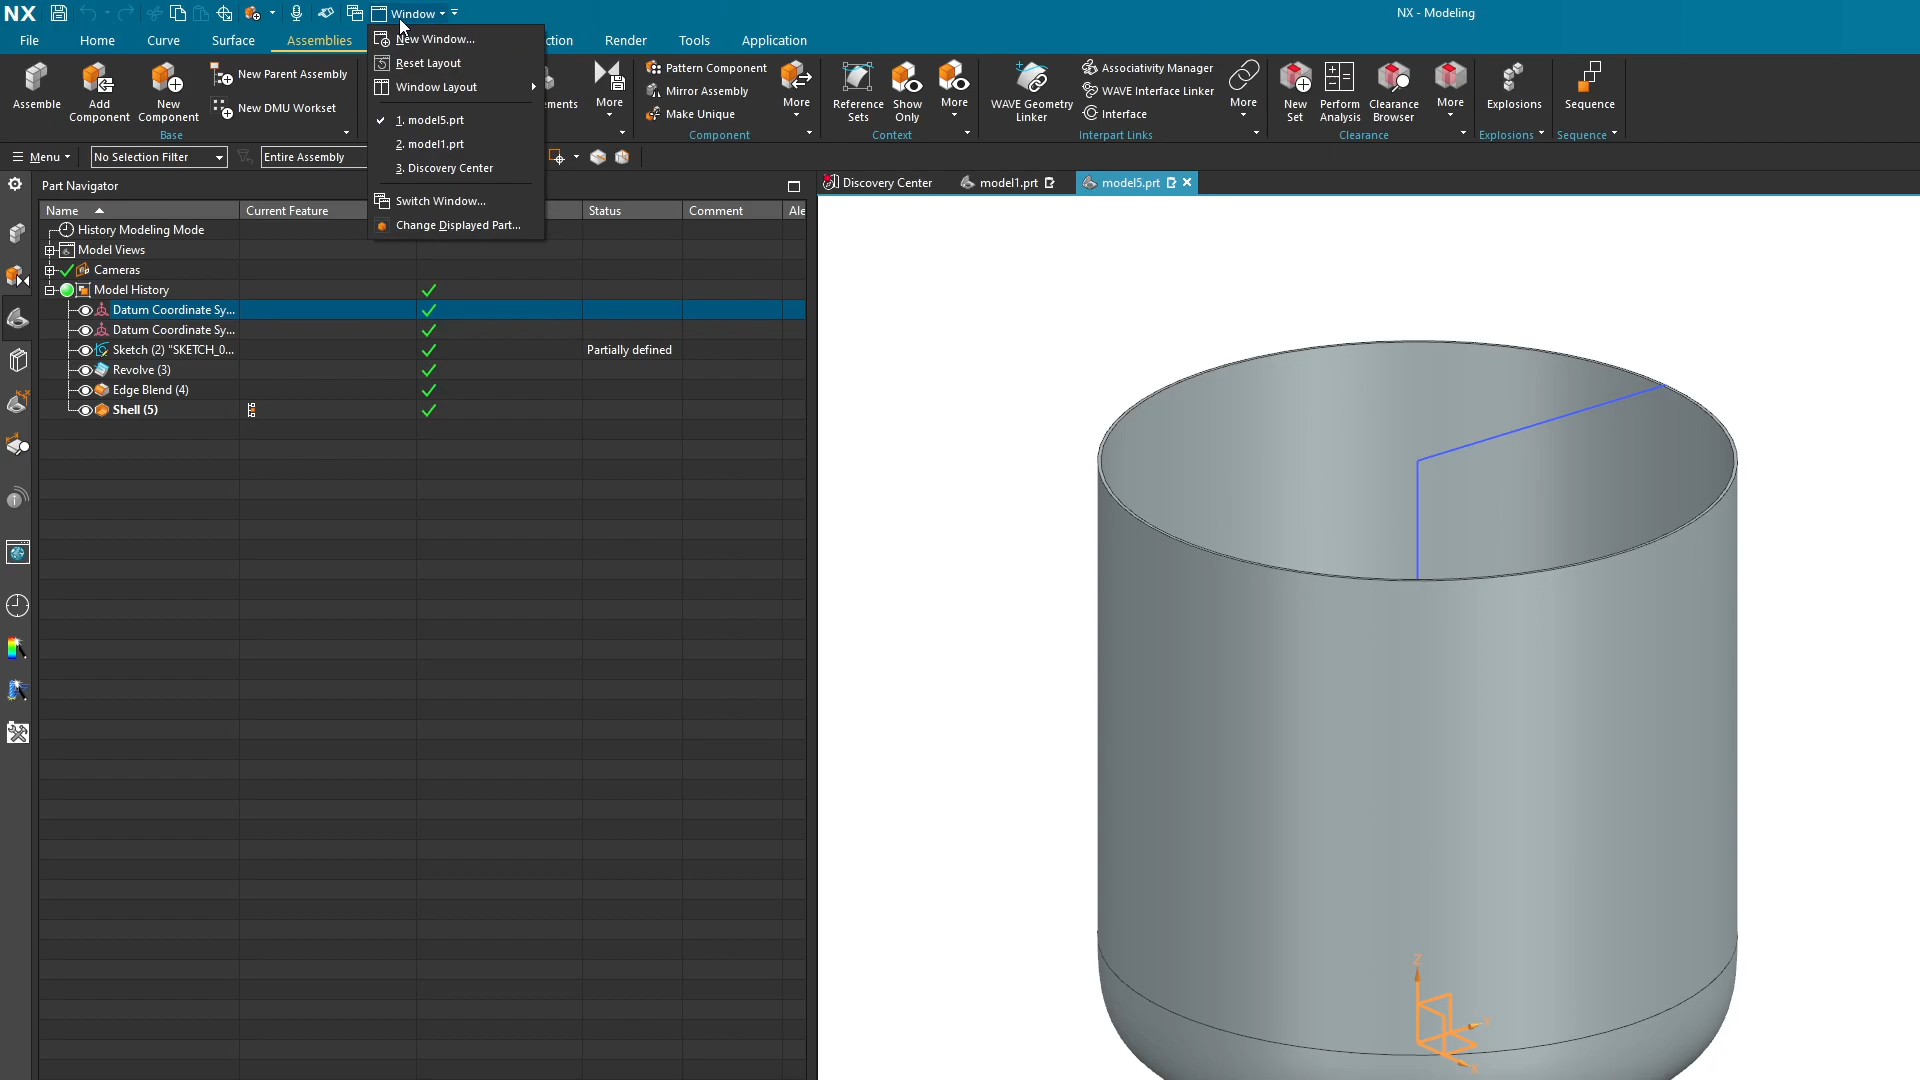 NX Window NX - Modeling
File Home Curve Surface Assemblies ction Render Tools Application
New Window...
Reset Layout
Window Layout
1. model5.prt
2. model1.prt
3. Discovery Center
Switch Window...
Change Displayed Part...
Assemble
Add Component
New Component
New Parent Assembly
New DMU Workset
Base
ements
More
Pattern Component
Mirror Assembly
Make Unique
More
Component
Reference Sets
Show Only
More
Context
WAVE Geometry Linker
Associativity Manager
WAVE Interface Linker
Interface
More
Interpart Links
New Set
Perform Analysis
Clearance Browser
More
Clearance
Explosions
Explosions
Sequence
Sequence
Menu No Selection Filter Entire Assembly
Part Navigator
Discovery Center model1.prt model5.prt
Name Current Feature Status Comment Ale
History Modeling Mode
Model Views
Cameras
Model History
Datum Coordinate Sy...
Datum Coordinate Sy...
Sketch (2) "SKETCH_0... Partially defined
Revolve (3)
Edge Blend (4)
Shell (5)
Z
Y
X